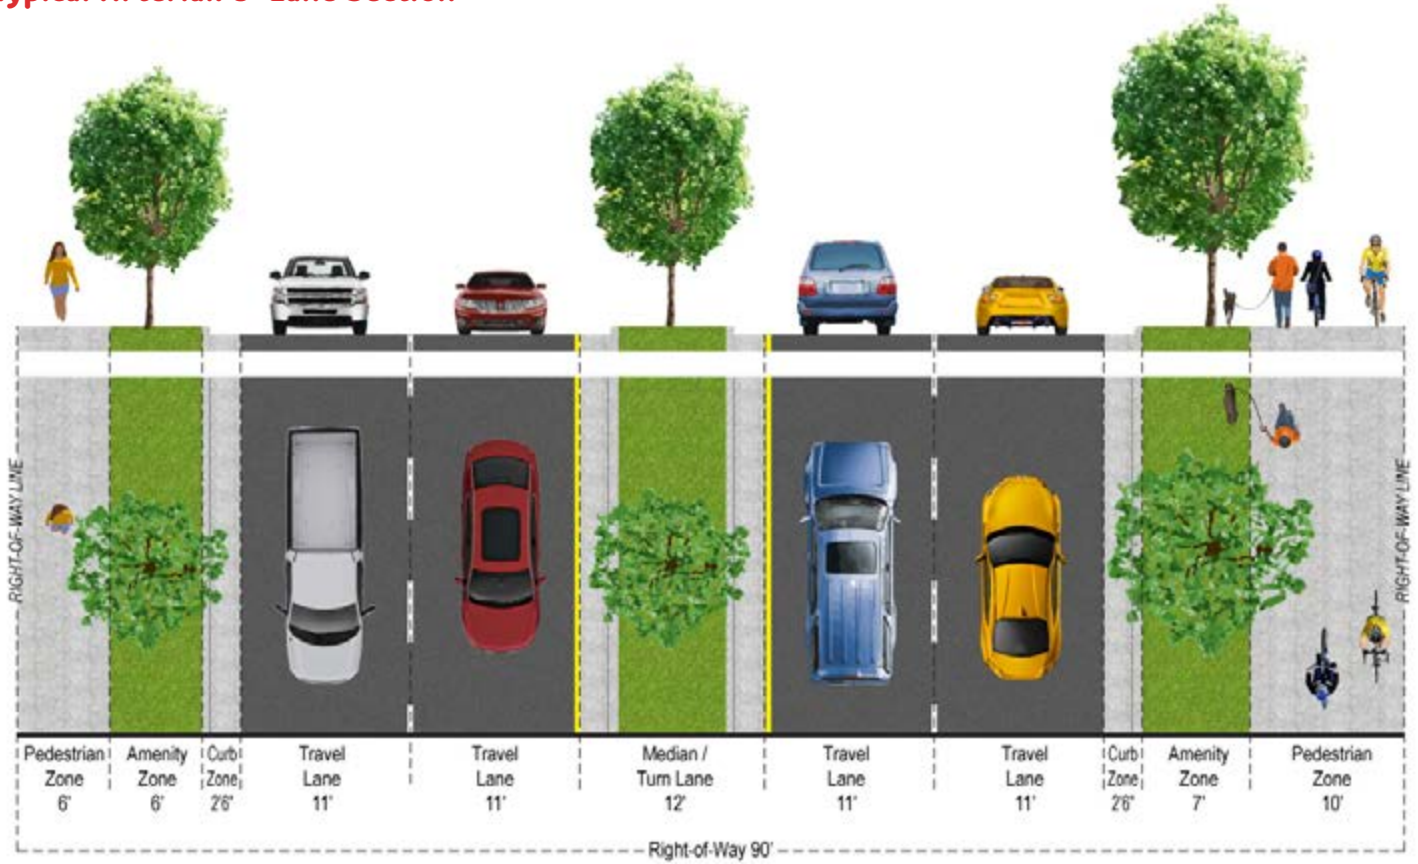 RIGHT-OF-WAY LINE
RIGHT-OF-WAY LINE
Pedestrian Zone 6'
Amenity Zone 6'
Curb Zone 2'6"
Travel Lane 11'
Travel Lane 11'
Median / Turn Lane 12'
Travel Lane 11'
Travel Lane 11'
Curb Zone 2'6"
Amenity Zone 7'
Pedestrian Zone 10'
Right-of-Way 90'